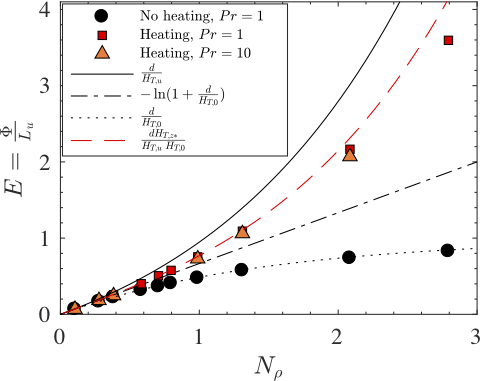 4
3
2
1
0
E = Φ/L_u
No heating, Pr = 1
Heating, Pr = 1
Heating, Pr = 10
d/H_{T,u}
−ln(1 + d/H_{T,0})
d/H_{T,0}
dH_{T,z*}/H_{T,u} H_{T,0}
0 1 2 3
N_ρ